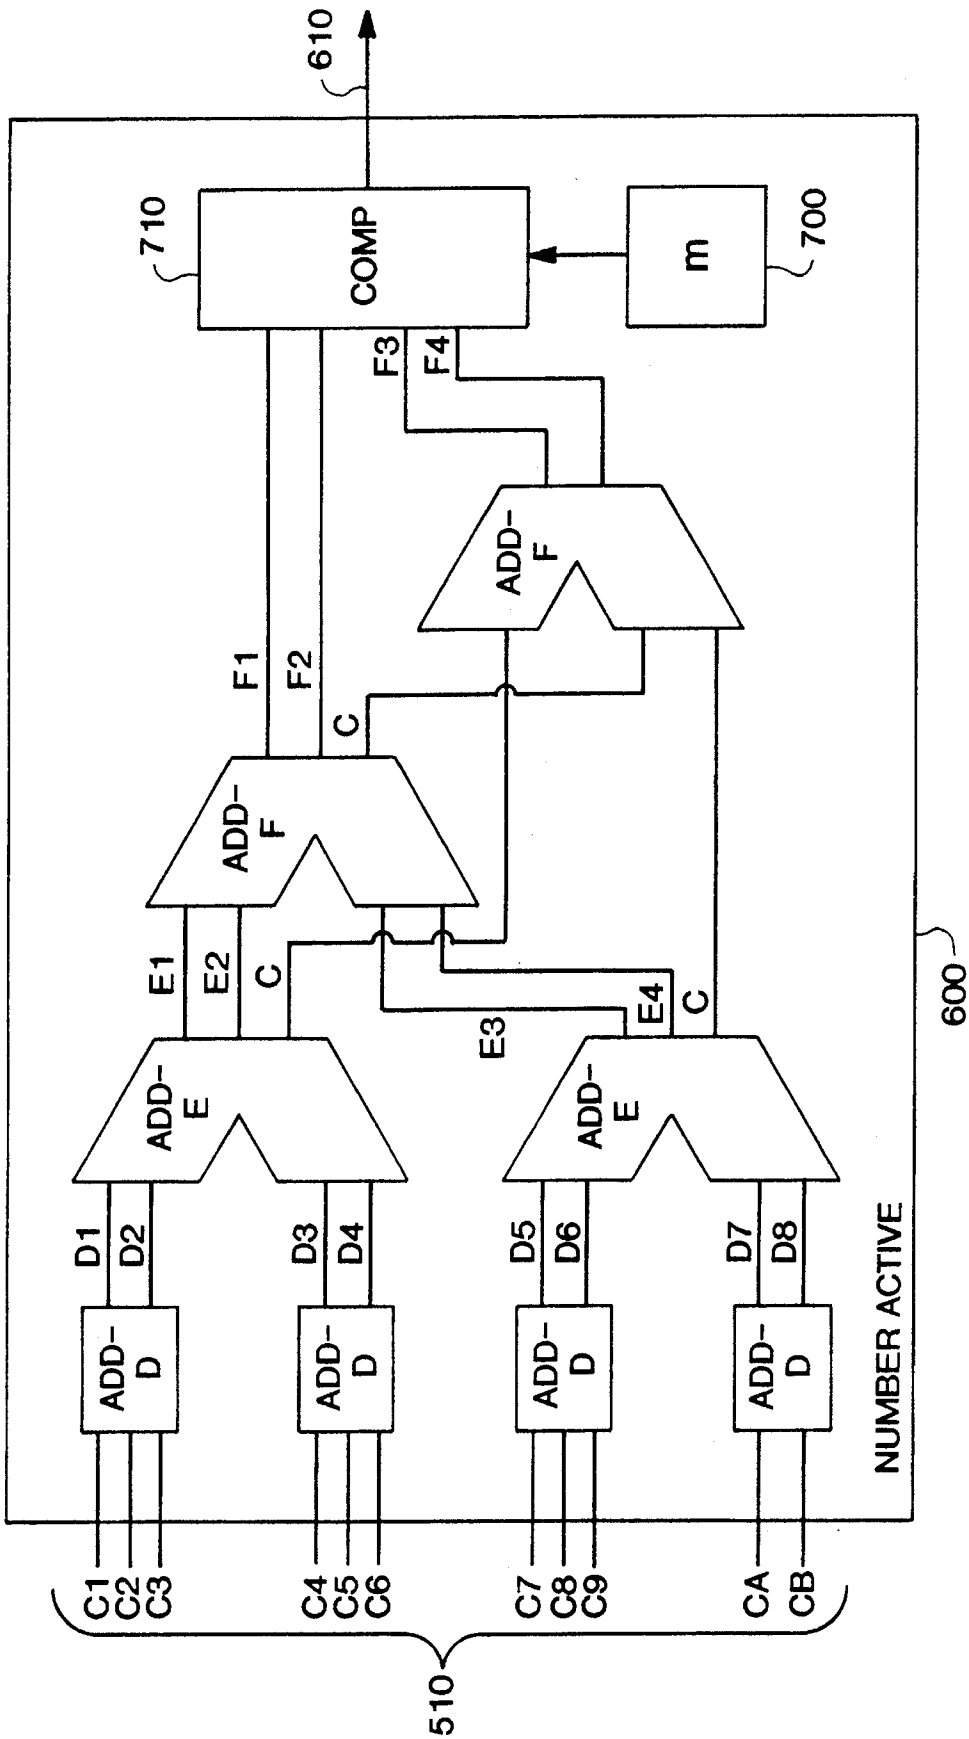 510
C1
C2
C3
C4
C5
C6
C7
C8
C9
CA
CB
ADD-
D
ADD-
D
ADD-
D
ADD-
D
D1
D2
D3
D4
D5
D6
D7
D8
ADD-
E
ADD-
E
E1
E2
C
E3
E4
C
ADD-
F
F1
F2
C
ADD-
F
F3
F4
COMP
710
m
700
610
NUMBER ACTIVE
600